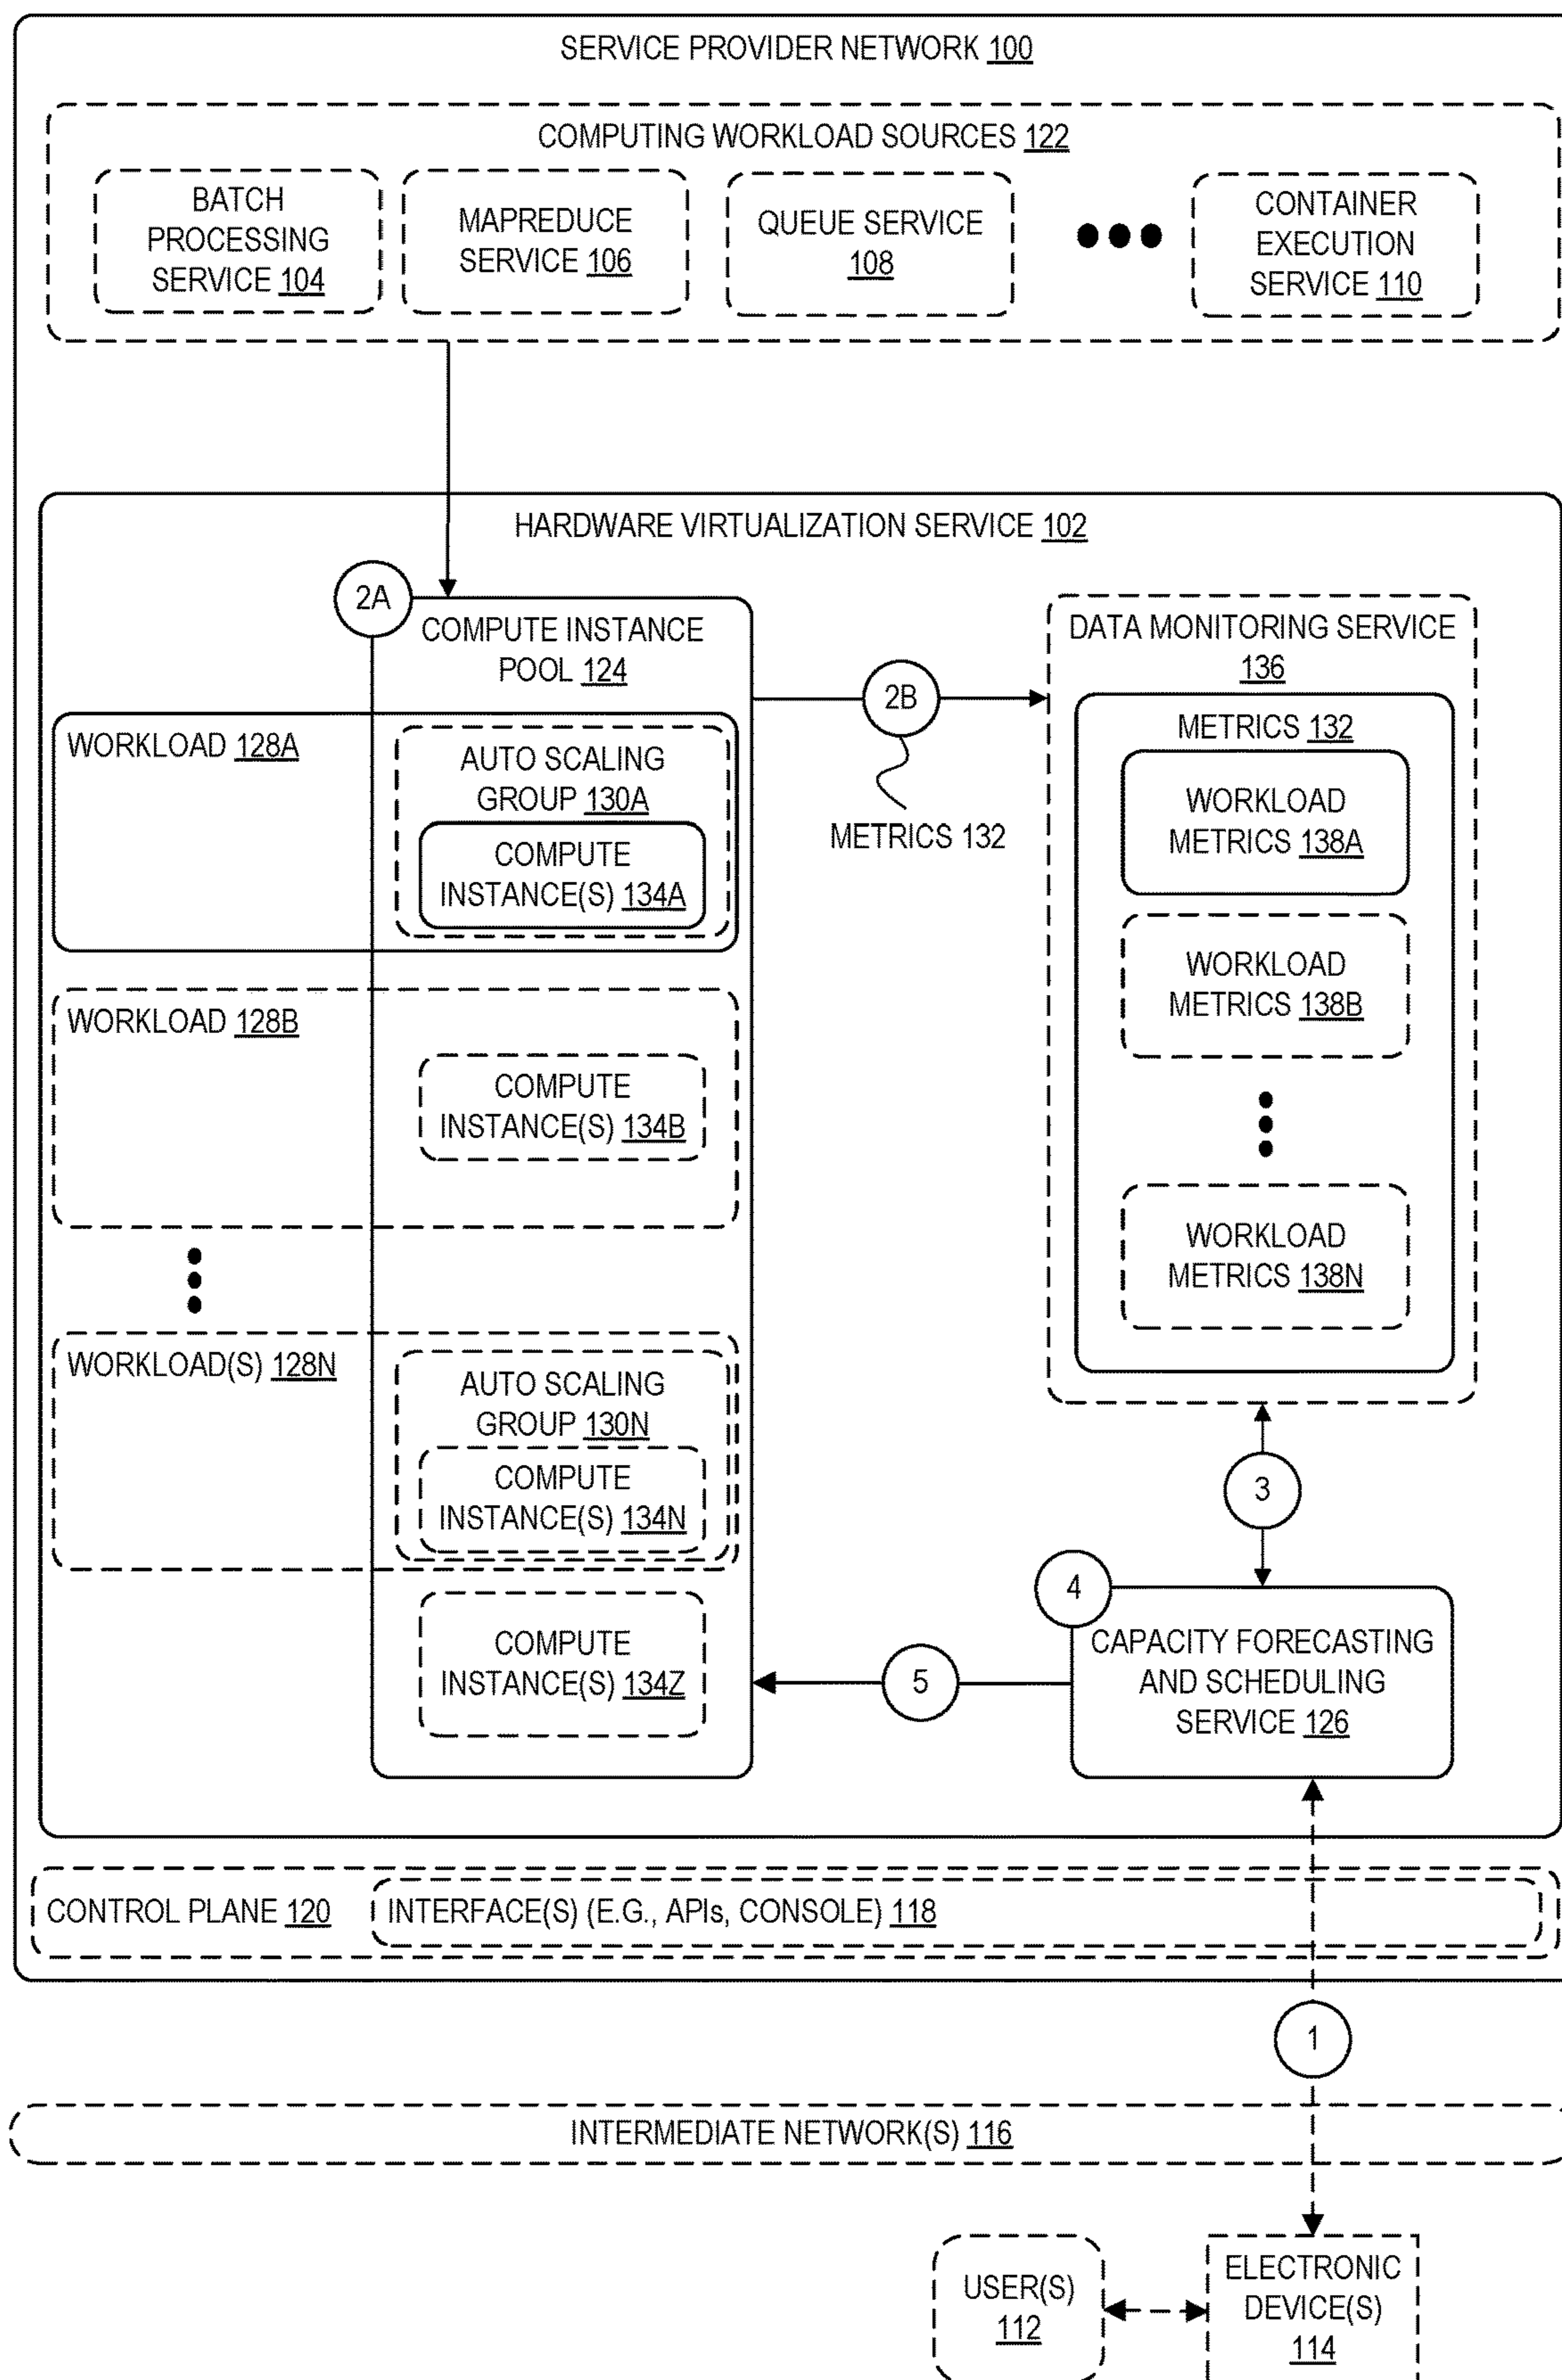 SERVICE PROVIDER NETWORK 100
COMPUTING WORKLOAD SOURCES 122
BATCH
PROCESSING
SERVICE 104
MAPREDUCE
SERVICE 106
QUEUE SERVICE
108
CONTAINER
EXECUTION
SERVICE 110
HARDWARE VIRTUALIZATION SERVICE 102
2A
COMPUTE INSTANCE
POOL 124
WORKLOAD 128A
AUTO SCALING
GROUP 130A
COMPUTE
INSTANCE(S) 134A
WORKLOAD 128B
COMPUTE
INSTANCE(S) 134B
WORKLOAD(S) 128N
AUTO SCALING
GROUP 130N
COMPUTE
INSTANCE(S) 134N
COMPUTE
INSTANCE(S) 134Z
2B
METRICS 132
DATA MONITORING SERVICE
136
METRICS 132
WORKLOAD
METRICS 138A
WORKLOAD
METRICS 138B
WORKLOAD
METRICS 138N
3
4
CAPACITY FORECASTING
AND SCHEDULING
SERVICE 126
5
CONTROL PLANE 120
INTERFACE(S) (E.G., APIs, CONSOLE) 118
1
INTERMEDIATE NETWORK(S) 116
USER(S)
112
ELECTRONIC
DEVICE(S)
114